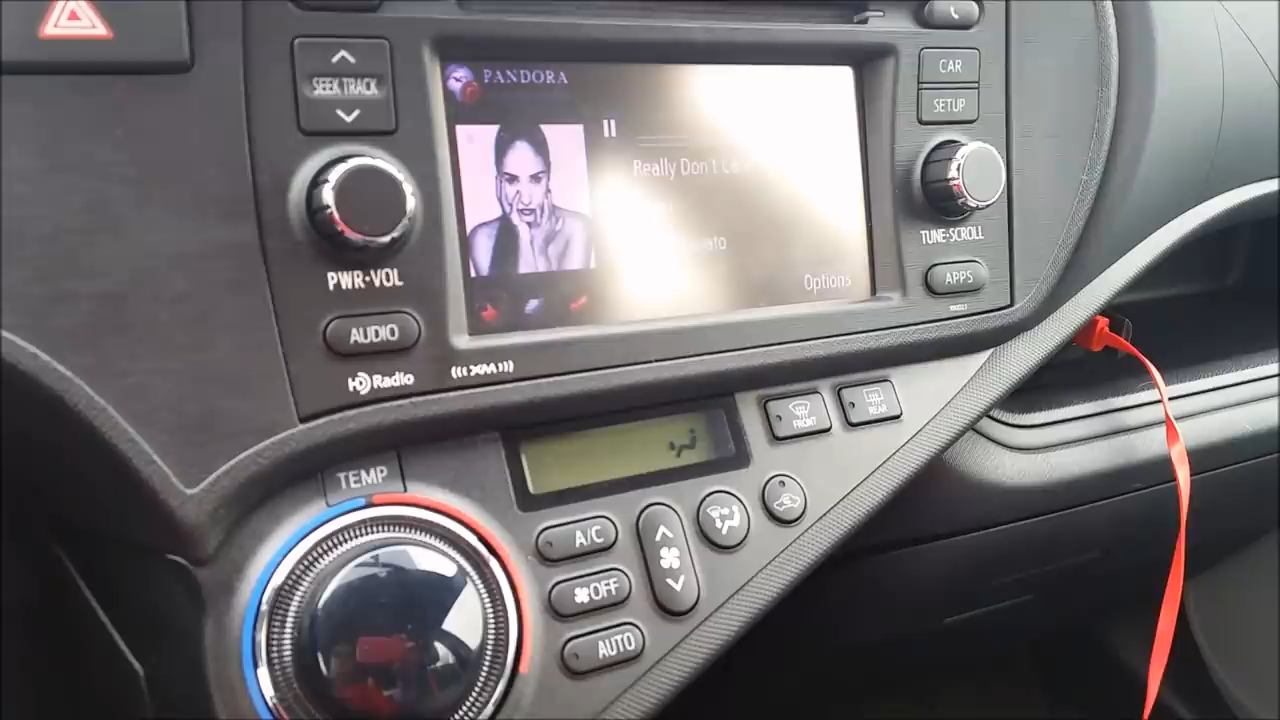 SEEK TRACK
PWR•VOL
AUDIO
HD Radio
(((XM)))
PANDORA
Really Don't
ato
Options
CAR
SETUP
TUNE•SCROLL
APPS
FRONT
REAR
TEMP
A/C
OFF
AUTO